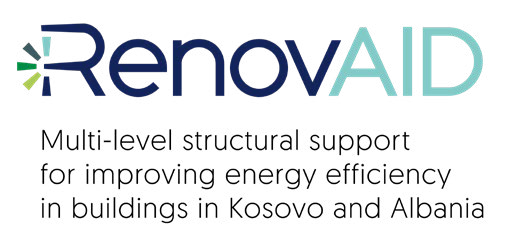 RenovAID
Multi-level structural support
for improving energy efficiency
in buildings in Kosovo and Albania